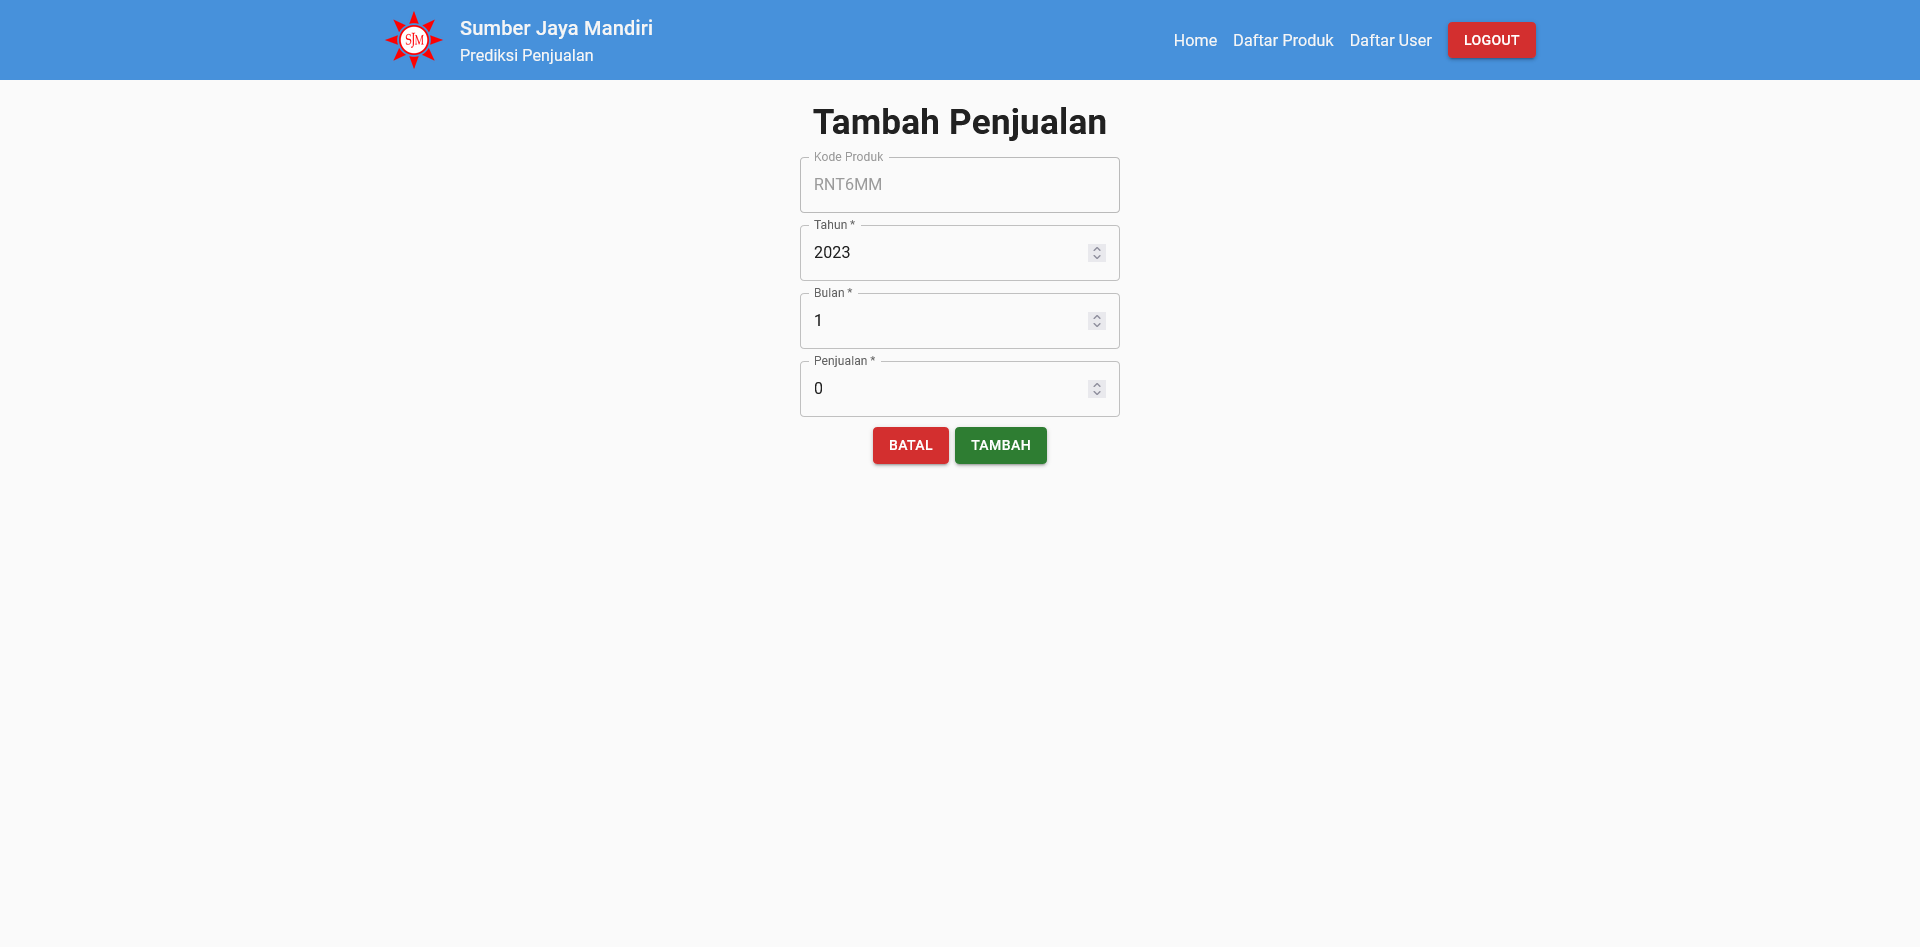 SJM
Sumber Jaya Mandiri
Prediksi Penjualan
Home
Daftar Produk
Daftar User
LOGOUT
Tambah Penjualan
Kode Produk
RNT6MM
Tahun *
2023
Bulan *
1
Penjualan *
0
BATAL
TAMBAH